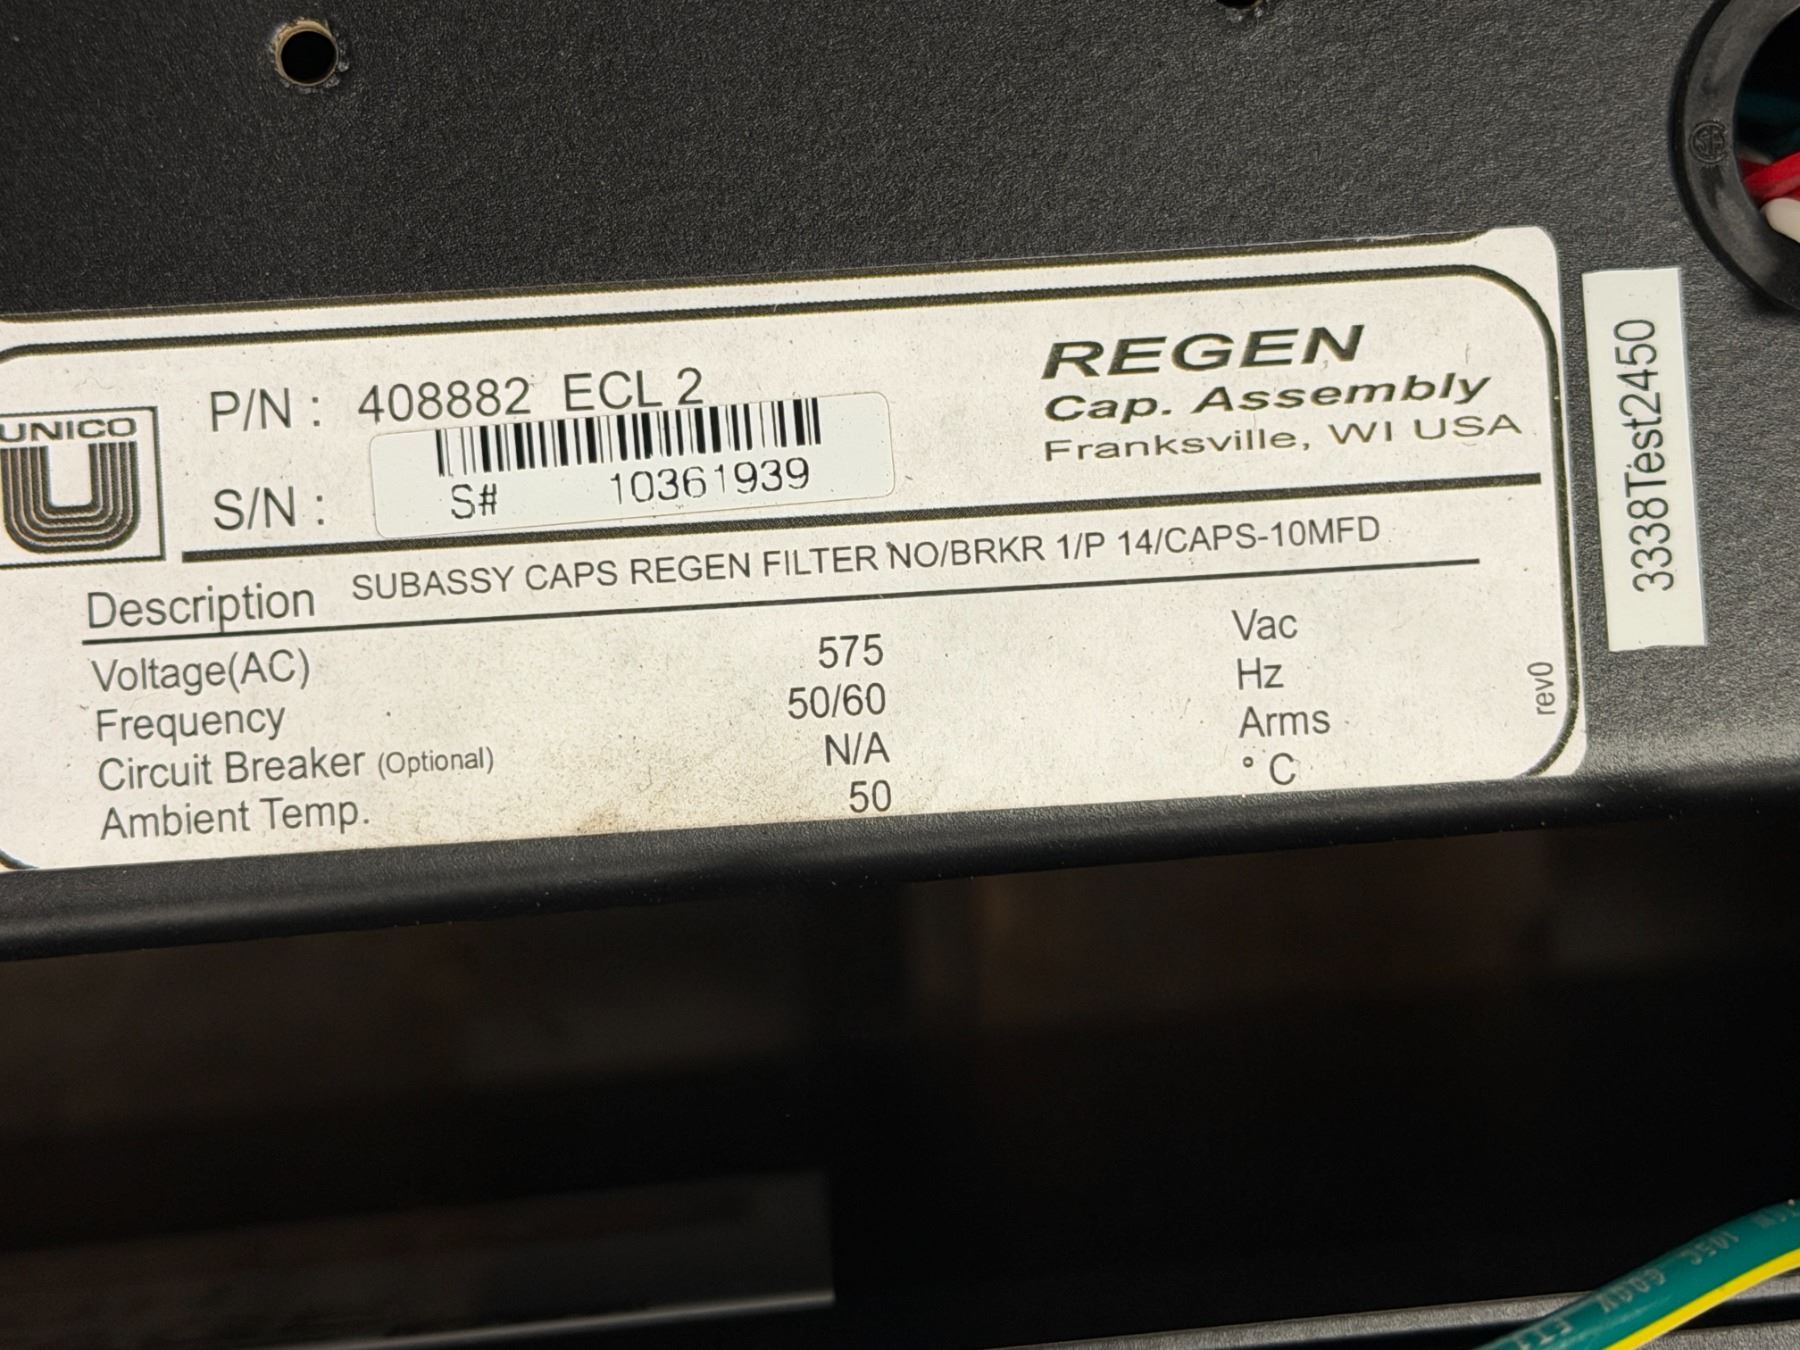 UNICO
P/N : 408882 ECL 2
S/N :
S# 10361939
REGEN
Cap. Assembly
Franksville, WI USA
Description SUBASSY CAPS REGEN FILTER NO/BRKR 1/P 14/CAPS-10MFD
Voltage(AC) 575 Vac
Frequency 50/60 Hz
Circuit Breaker (Optional) N/A Arms
Ambient Temp. 50 °C
rev0
3338Test2450
105C 600V